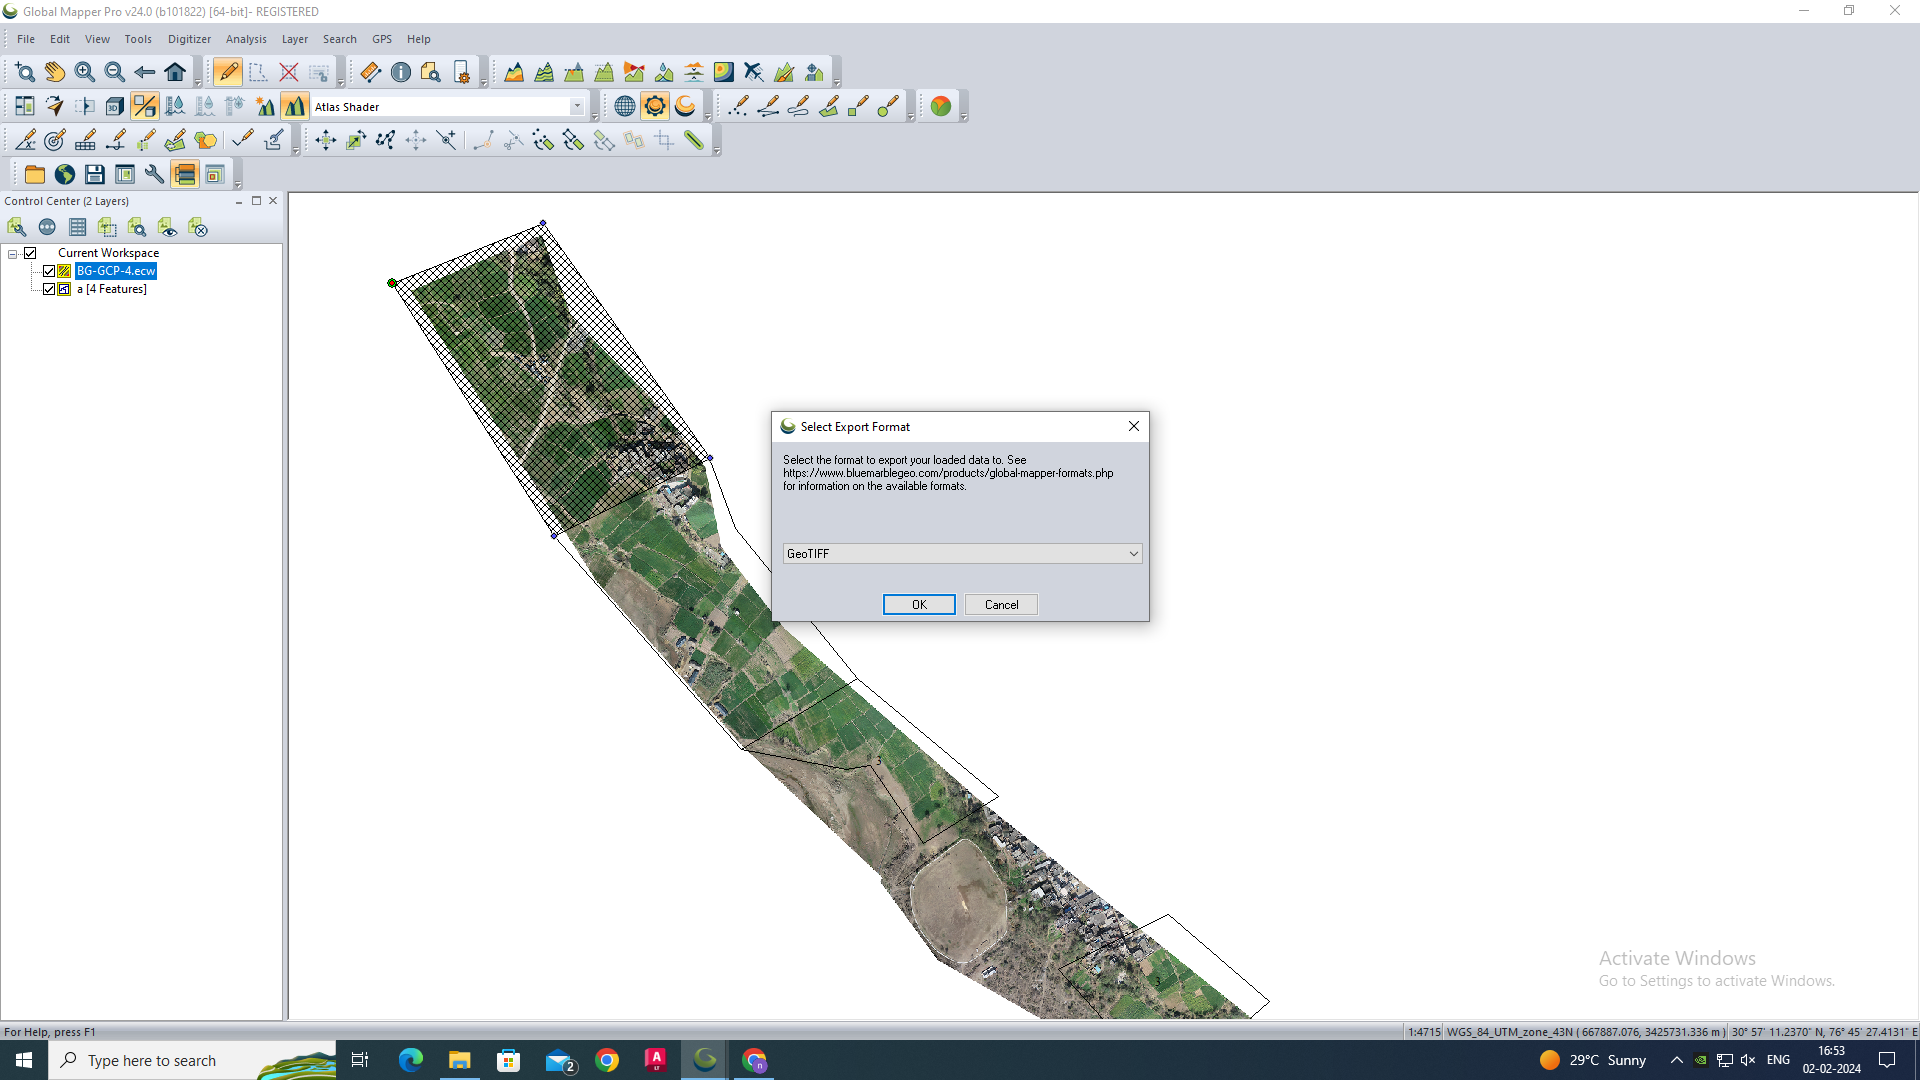 Global Mapper Pro v24.0 (b101822) [64-bit]- REGISTERED
File Edit View Tools Digitizer Analysis Layer Search GPS Help
3D
Atlas Shader
Control Center (2 Layers)
Current Workspace
BG-GCP-4.ecw
a [4 Features]
Select Export Format
Select the format to export your loaded data to. See
https://www.bluemarblegeo.com/products/global-mapper-formats.php
for information on the available formats.
GeoTIFF
OK Cancel
3
3
Activate Windows
Go to Settings to activate Windows.
For Help, press F1
1:4715 WGS_84_UTM_zone_43N ( 667887.076, 3425731.336 m ) 30° 57' 11.2370" N, 76° 45' 27.4131" E
Type here to search
2
A
LT
n
29°C Sunny
ENG
16:53
02-02-2024